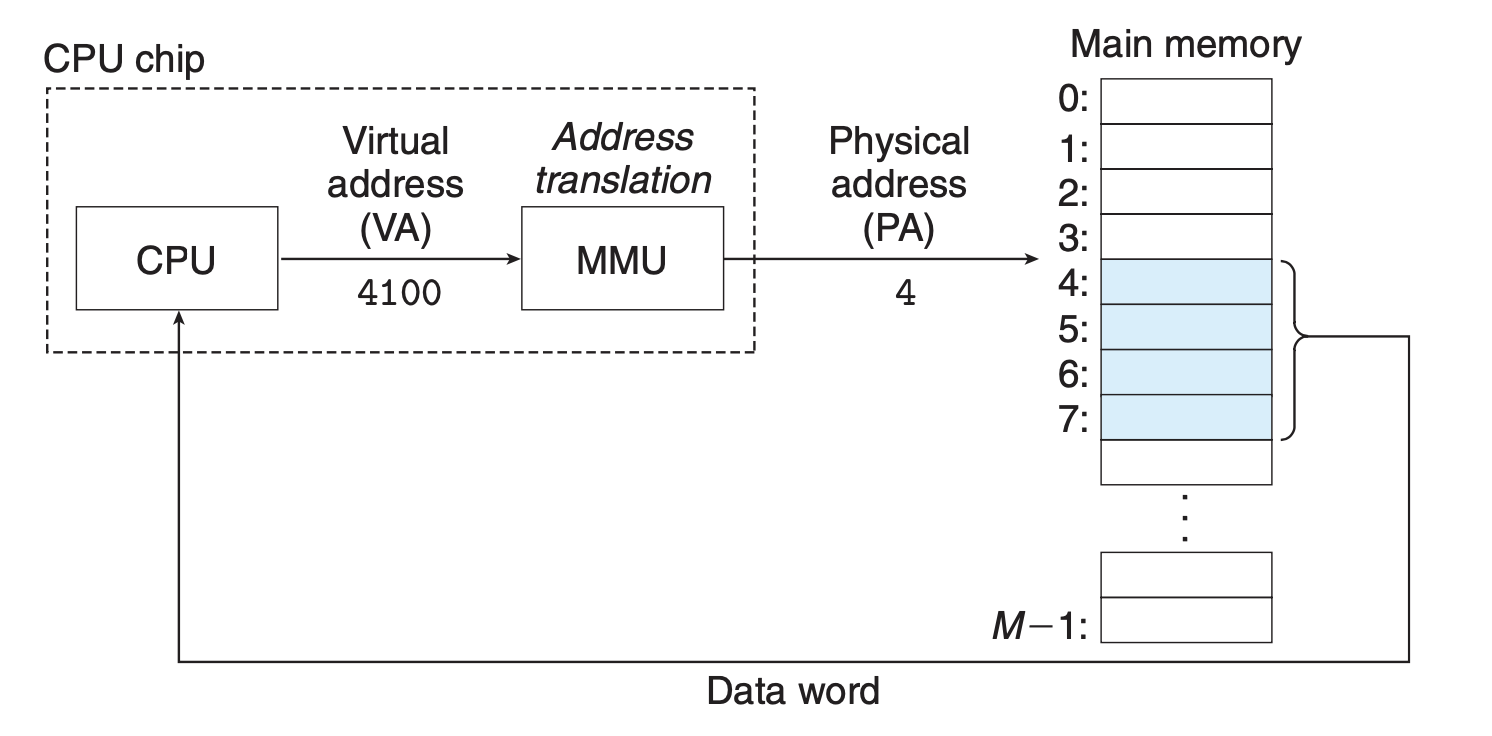 CPU chip
Main memory
Virtual
address
(VA)
Address
translation
Physical
address
(PA)
CPU
MMU
4100
4
0:
1:
2:
3:
4:
5:
6:
7:
M−1:
Data word